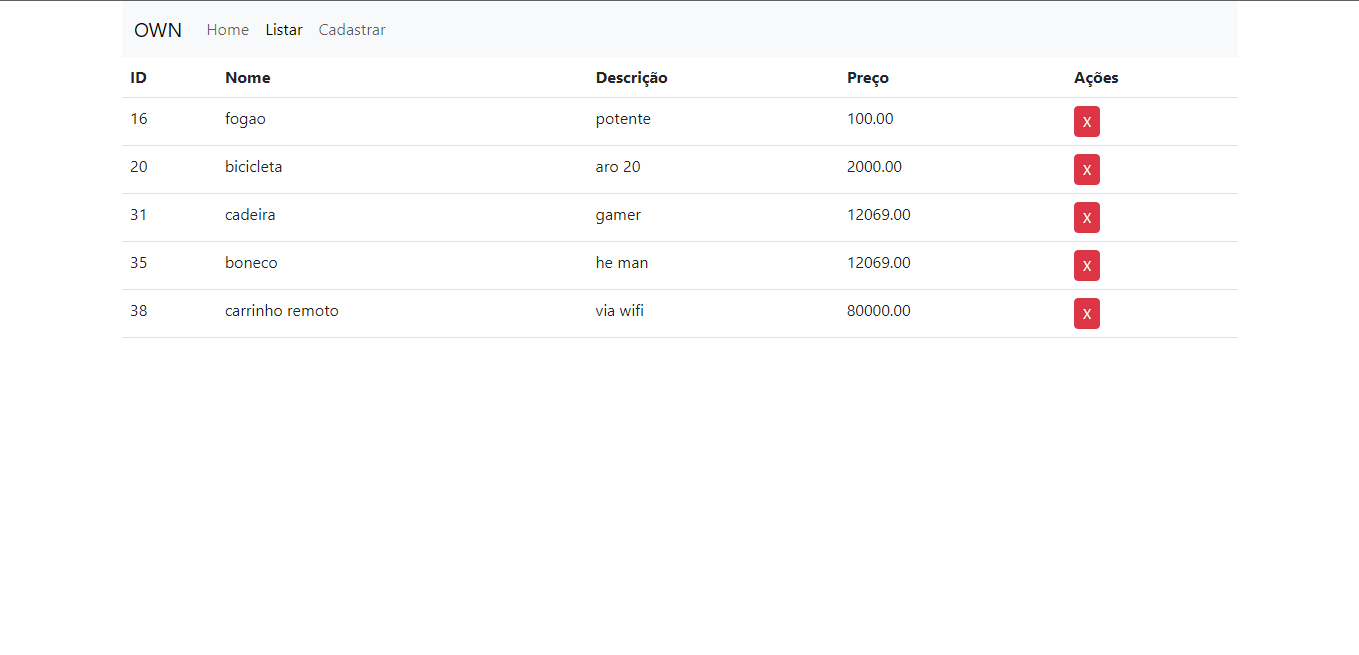 OWN Home Listar Cadastrar
ID Nome Descrição Preço Ações
16 fogao potente 100.00 X
20 bicicleta aro 20 2000.00 X
31 cadeira gamer 12069.00 X
35 boneco he man 12069.00 X
38 carrinho remoto via wifi 80000.00 X